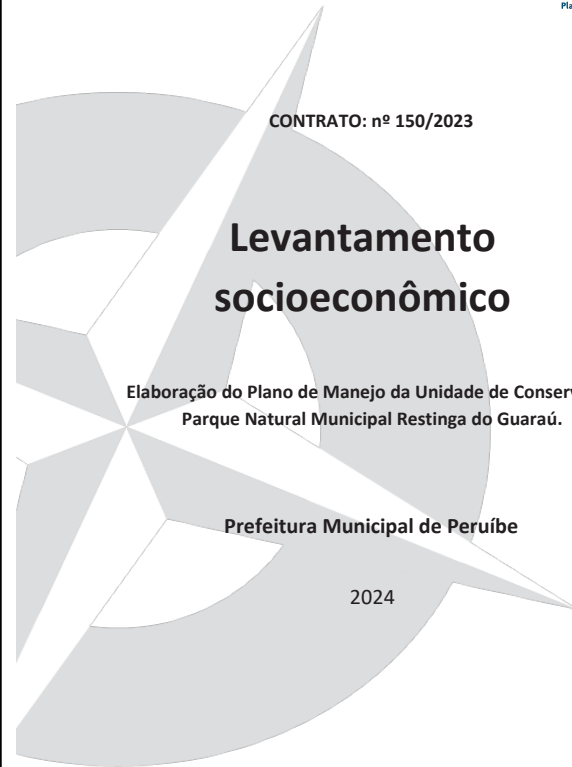 CONTRATO: nº 150/2023
Levantamento
socioeconômico
Elaboração do Plano de Manejo da Unidade de Conser
Parque Natural Municipal Restinga do Guaraú.
Prefeitura Municipal de Peruíbe
2024